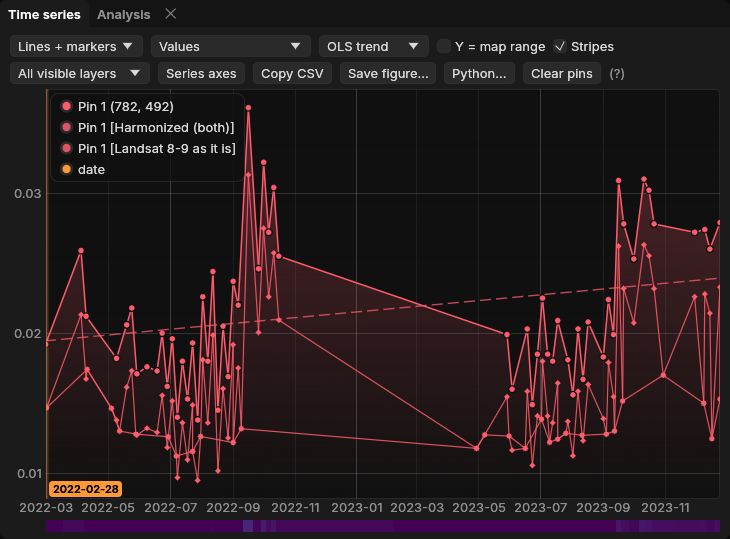 Time series Analysis
Lines + markers Values OLS trend Y = map range Stripes
All visible layers Series axes Copy CSV Save figure... Python... Clear pins (?)
Pin 1 (782, 492)
Pin 1 [Harmonized (both)]
Pin 1 [Landsat 8-9 as it is]
date
0.03
0.02
0.01
2022-02-28
2022-03 2022-05 2022-07 2022-09 2022-11 2023-01 2023-03 2023-05 2023-07 2023-09 2023-11